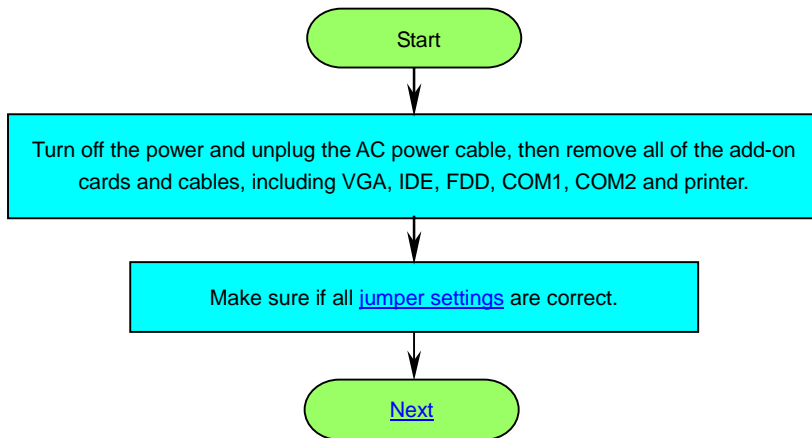 Start
Turn off the power and unplug the AC power cable, then remove all of the add-on
cards and cables, including VGA, IDE, FDD, COM1, COM2 and printer.
Make sure if all jumper settings are correct.
Next